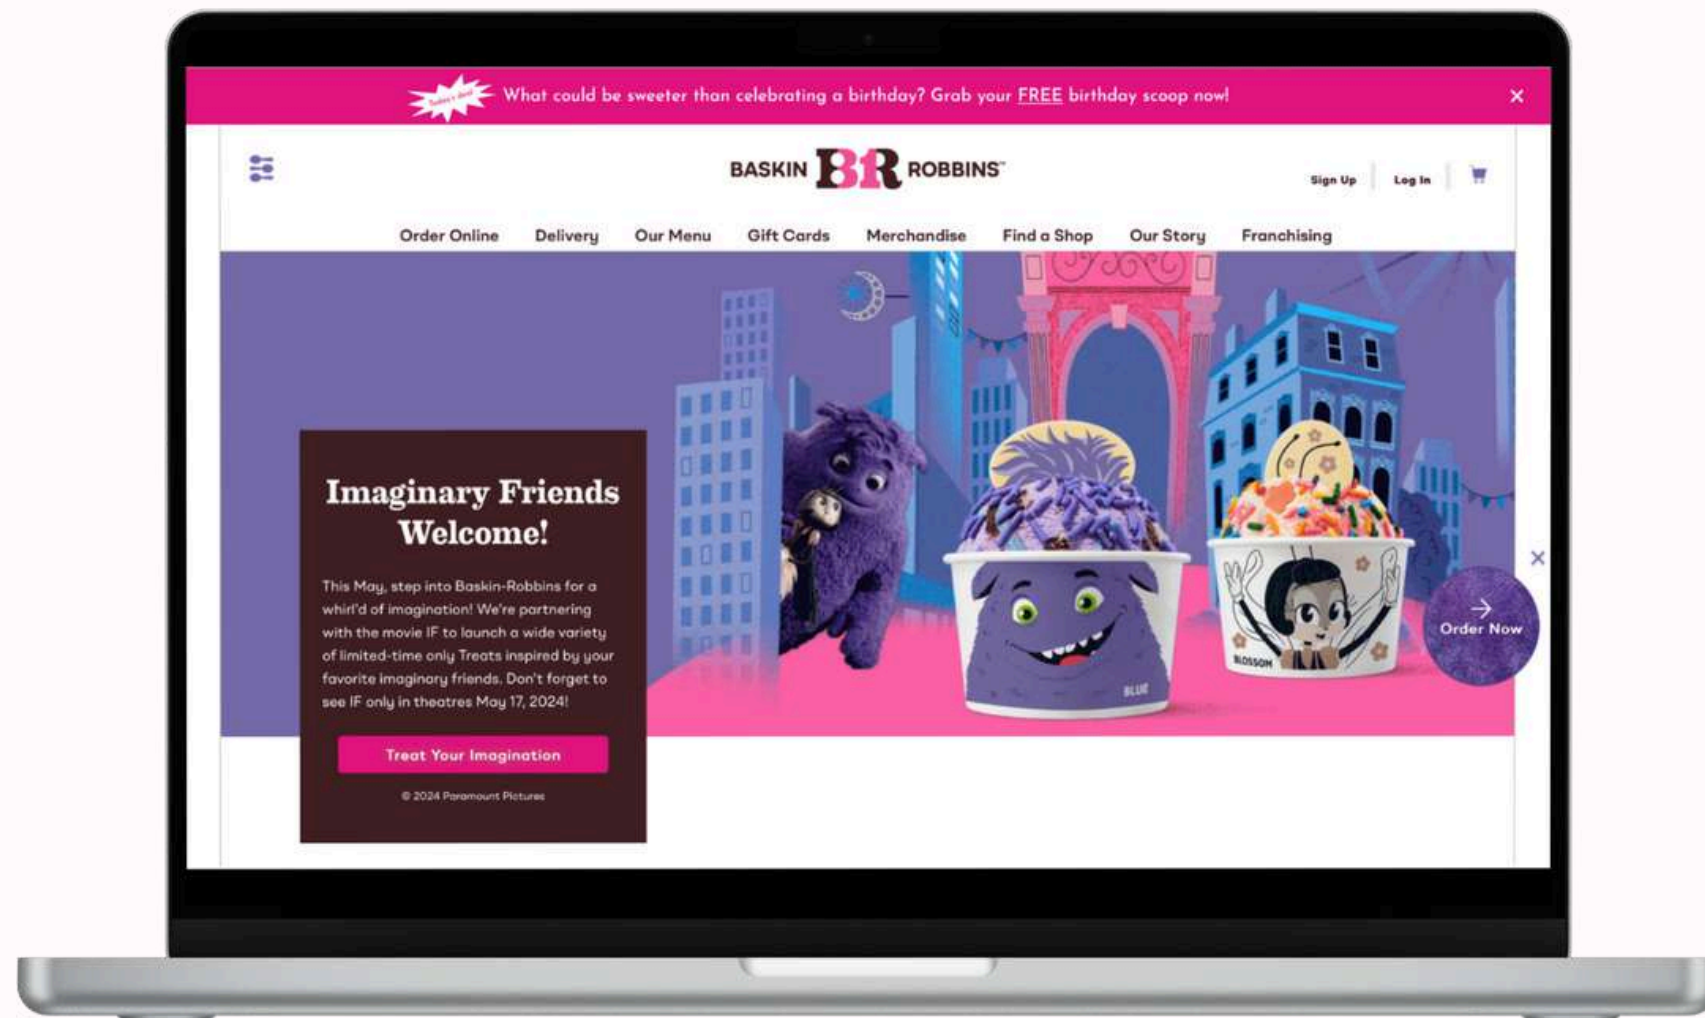 What could be sweeter than celebrating a birthday? Grab your FREE birthday scoop now!
BASKIN BR ROBBINS™
Sign Up
Log In
Order Online
Delivery
Our Menu
Gift Cards
Merchandise
Find a Shop
Our Story
Franchising
Imaginary Friends
Welcome!
This May, step into Baskin-Robbins for a
whirl'd of imagination! We're partnering
with the movie IF to launch a wide variety
of limited-time only Treats inspired by your
favorite imaginary friends. Don't forget to
see IF only in theatres May 17, 2024!
Treat Your Imagination
© 2024 Paramount Pictures
BLUE
BLOSSOM
Order Now